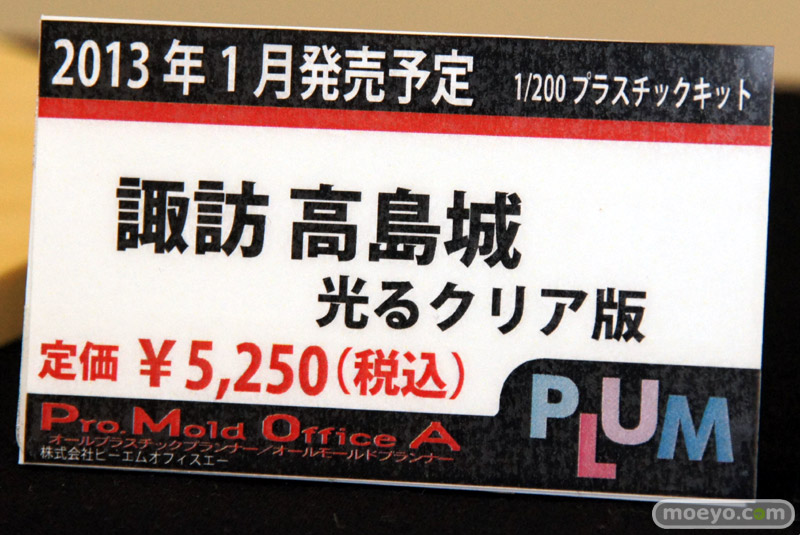 2013年1月発売予定 1/200プラスチックキット
諏訪 高島城
光るクリア版
定価 ￥5,250(税込)
PLUM
Pro.Mold Office A
オールプラスチックプランナー/オールモールドプランナー
株式会社ピーエムオフィスエー
moeyo.com